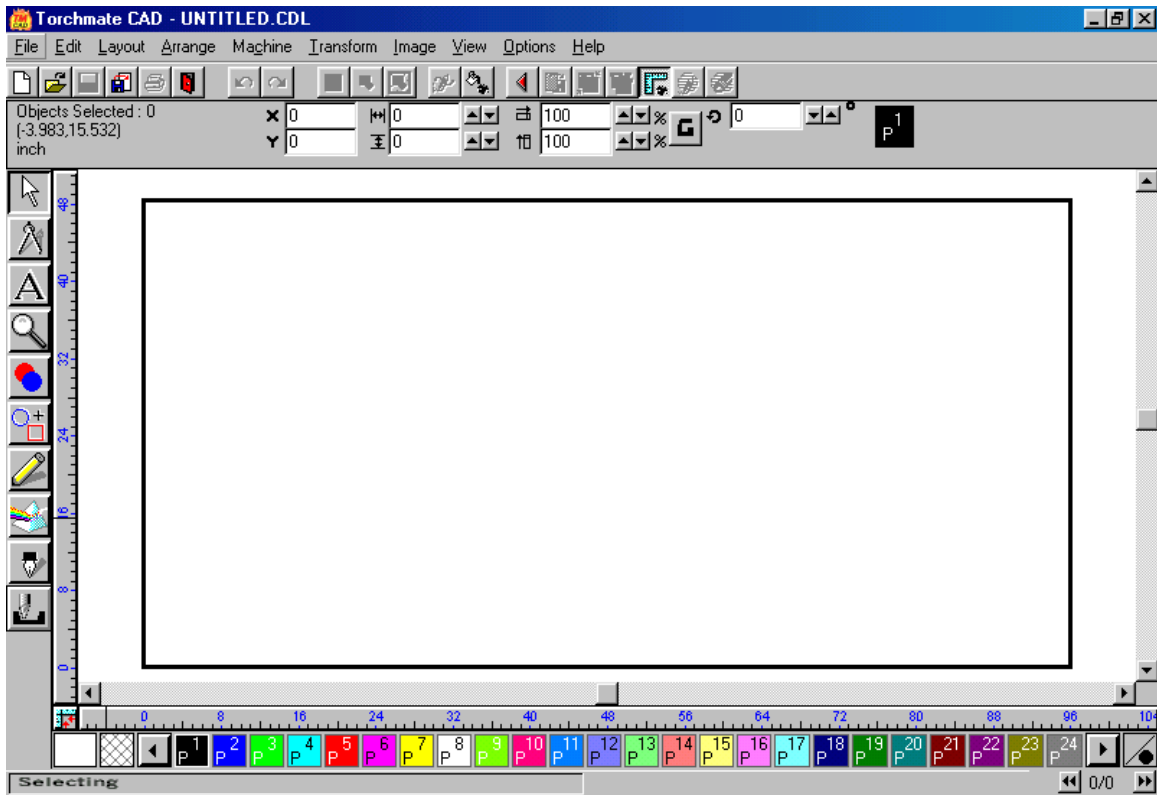 TM CAD Torchmate CAD - UNTITLED.CDL
File Edit Layout Arrange Machine Transform Image View Options Help
Objects Selected : 0
(-3.983,15.532)
inch
X 0 0 100 % G 0 °
Y 0 0 100 %
P 1
A
48
40
32
24
16
8
0
0 8 16 24 32 40 48 56 64 72 80 88 96 104
P 1 P 2 P 3 P 4 P 5 P 6 P 7 P 8 P 9 P 10 P 11 P 12 P 13 P 14 P 15 P 16 P 17 P 18 P 19 P 20 P 21 P 22 P 23 P 24
Selecting 0/0